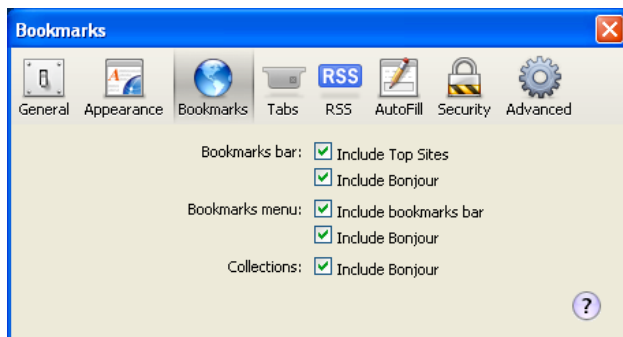 Bookmarks
RSS
General Appearance Bookmarks Tabs RSS AutoFill Security Advanced
Bookmarks bar: Include Top Sites
Include Bonjour
Bookmarks menu: Include bookmarks bar
Include Bonjour
Collections: Include Bonjour
?